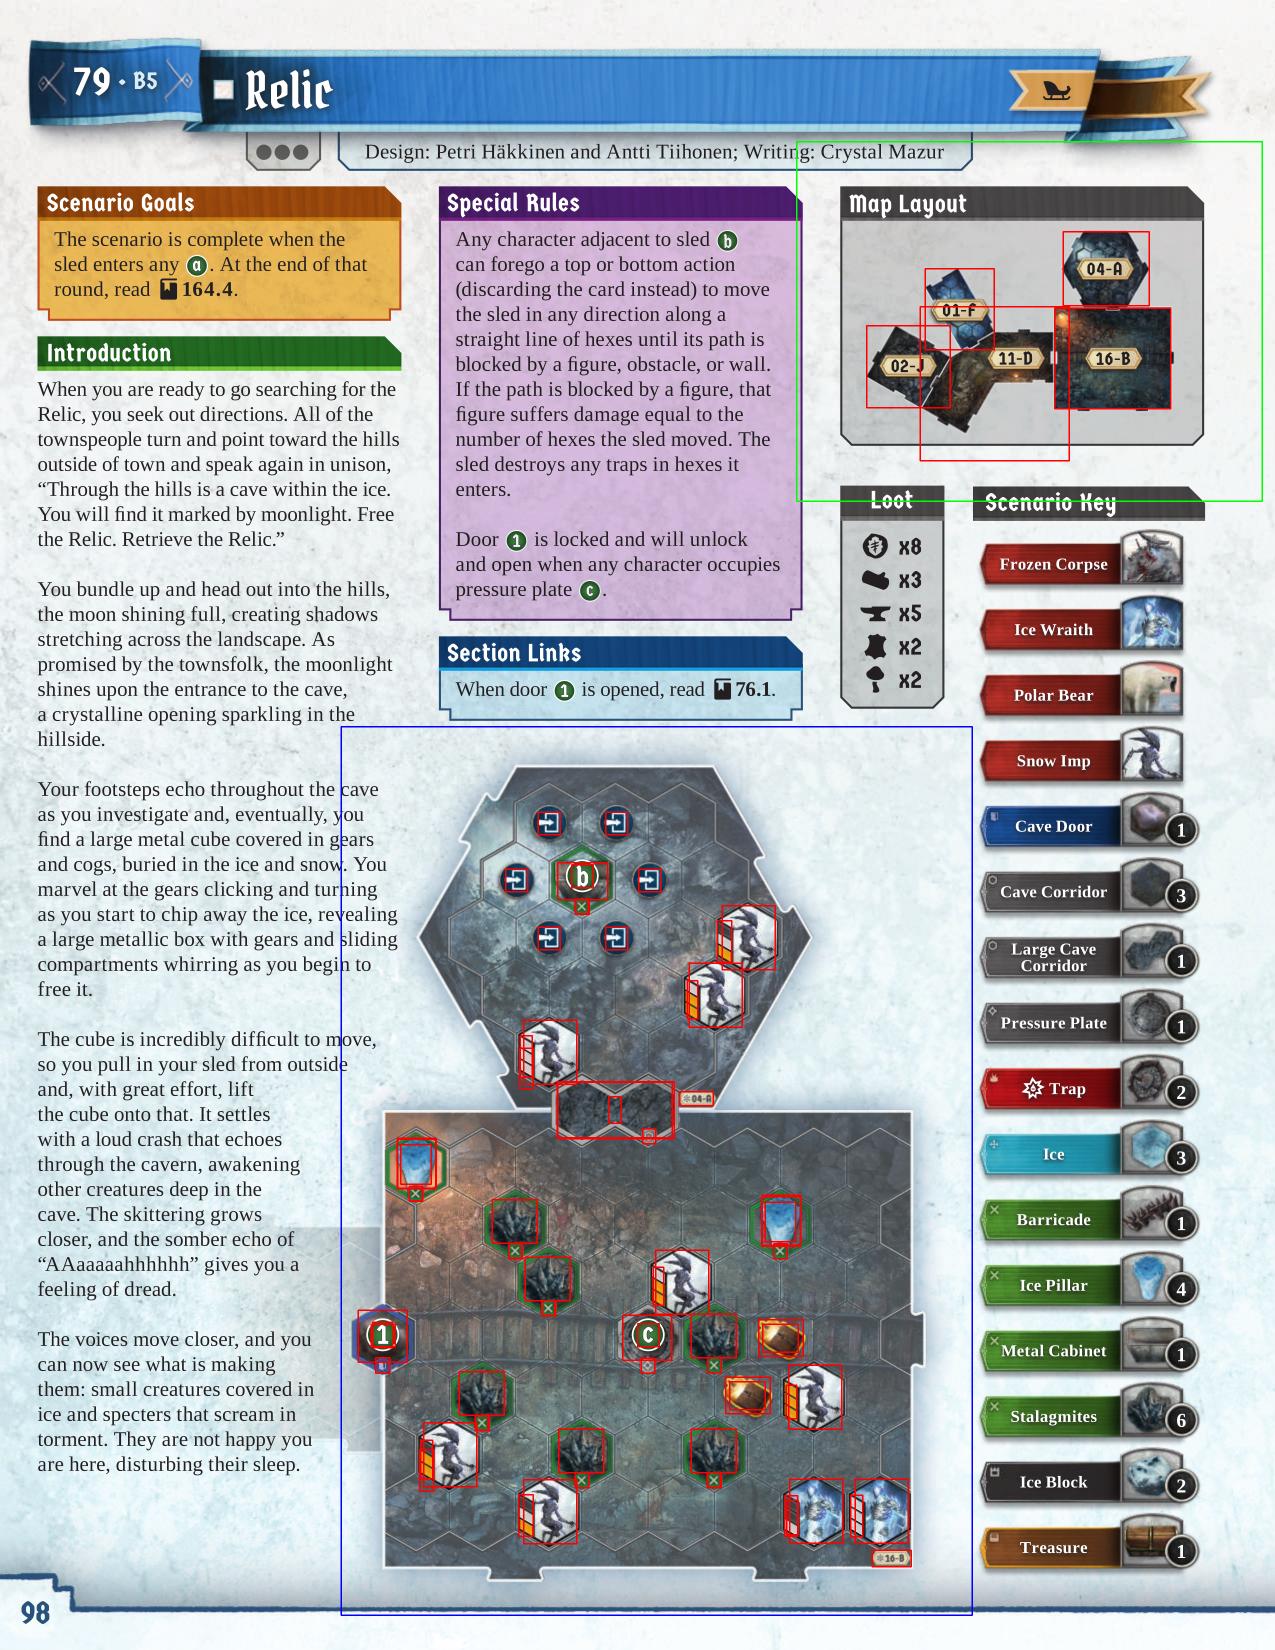 79 · B5
Relic
Design: Petri Häkkinen and Antti Tiihonen; Writing: Crystal Mazur
Scenario Goals
The scenario is complete when the
sled enters any a. At the end of that
round, read 164.4.
Introduction
When you are ready to go searching for the
Relic, you seek out directions. All of the
townspeople turn and point toward the hills
outside of town and speak again in unison,
“Through the hills is a cave within the ice.
You will find it marked by moonlight. Free
the Relic. Retrieve the Relic.”
You bundle up and head out into the hills,
the moon shining full, creating shadows
stretching across the landscape. As
promised by the townsfolk, the moonlight
shines upon the entrance to the cave,
a crystalline opening sparkling in the
hillside.
Your footsteps echo throughout the cave
as you investigate and, eventually, you
find a large metal cube covered in gears
and cogs, buried in the ice and snow. You
marvel at the gears clicking and turning
as you start to chip away the ice, revealing
a large metallic box with gears and sliding
compartments whirring as you begin to
free it.
The cube is incredibly difficult to move,
so you pull in your sled from outside
and, with great effort, lift
the cube onto that. It settles
with a loud crash that echoes
through the cavern, awakening
other creatures deep in the
cave. The skittering grows
closer, and the somber echo of
“AAaaaaahhhhhh” gives you a
feeling of dread.
The voices move closer, and you
can now see what is making
them: small creatures covered in
ice and specters that scream in
torment. They are not happy you
are here, disturbing their sleep.
Special Rules
Any character adjacent to sled b
can forego a top or bottom action
(discarding the card instead) to move
the sled in any direction along a
straight line of hexes until its path is
blocked by a figure, obstacle, or wall.
If the path is blocked by a figure, that
figure suffers damage equal to the
number of hexes the sled moved. The
sled destroys any traps in hexes it
enters.
Door 1 is locked and will unlock
and open when any character occupies
pressure plate c.
Section Links
When door 1 is opened, read 76.1.
Map Layout
04-A
01-F
02-J
11-D
16-B
Loot
x8
x3
x5
x2
x2
Scenario Key
Frozen Corpse
Ice Wraith
Polar Bear
Snow Imp
Cave Door 1
Cave Corridor 3
Large Cave
Corridor 1
Pressure Plate 1
Trap 2
Ice 3
Barricade 1
Ice Pillar 4
Metal Cabinet 1
Stalagmites 6
Ice Block 2
Treasure 1
b
04-A
1
c
16-B
98